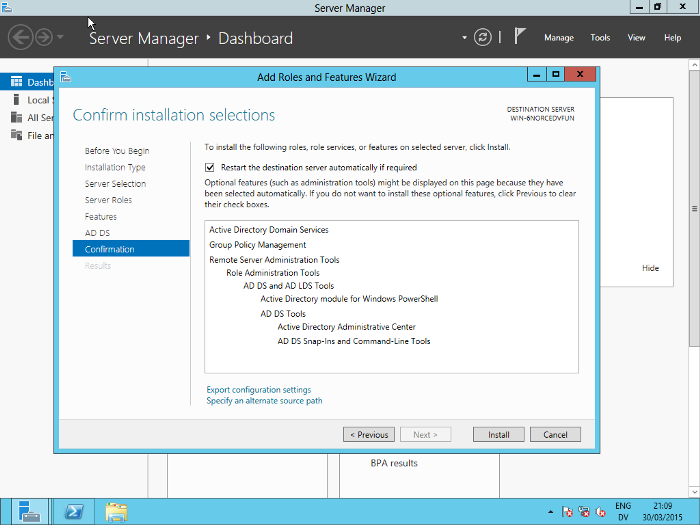 Server Manager
Server Manager • Dashboard
Manage Tools View Help
Dashb
Local S
All Ser
File an
Add Roles and Features Wizard
Confirm installation selections
DESTINATION SERVER
WIN-6NORCEDVFUN
Before You Begin
Installation Type
Server Selection
Server Roles
Features
AD DS
Confirmation
Results
To install the following roles, role services, or features on selected server, click Install.
Restart the destination server automatically if required
Optional features (such as administration tools) might be displayed on this page because they have
been selected automatically. If you do not want to install these optional features, click Previous to clear
their check boxes.
Active Directory Domain Services
Group Policy Management
Remote Server Administration Tools
Role Administration Tools
AD DS and AD LDS Tools
Active Directory module for Windows PowerShell
AD DS Tools
Active Directory Administrative Center
AD DS Snap-Ins and Command-Line Tools
Export configuration settings
Specify an alternate source path
< Previous Next > Install Cancel
Hide
BPA results
ENG 21:09
DV 30/03/2015